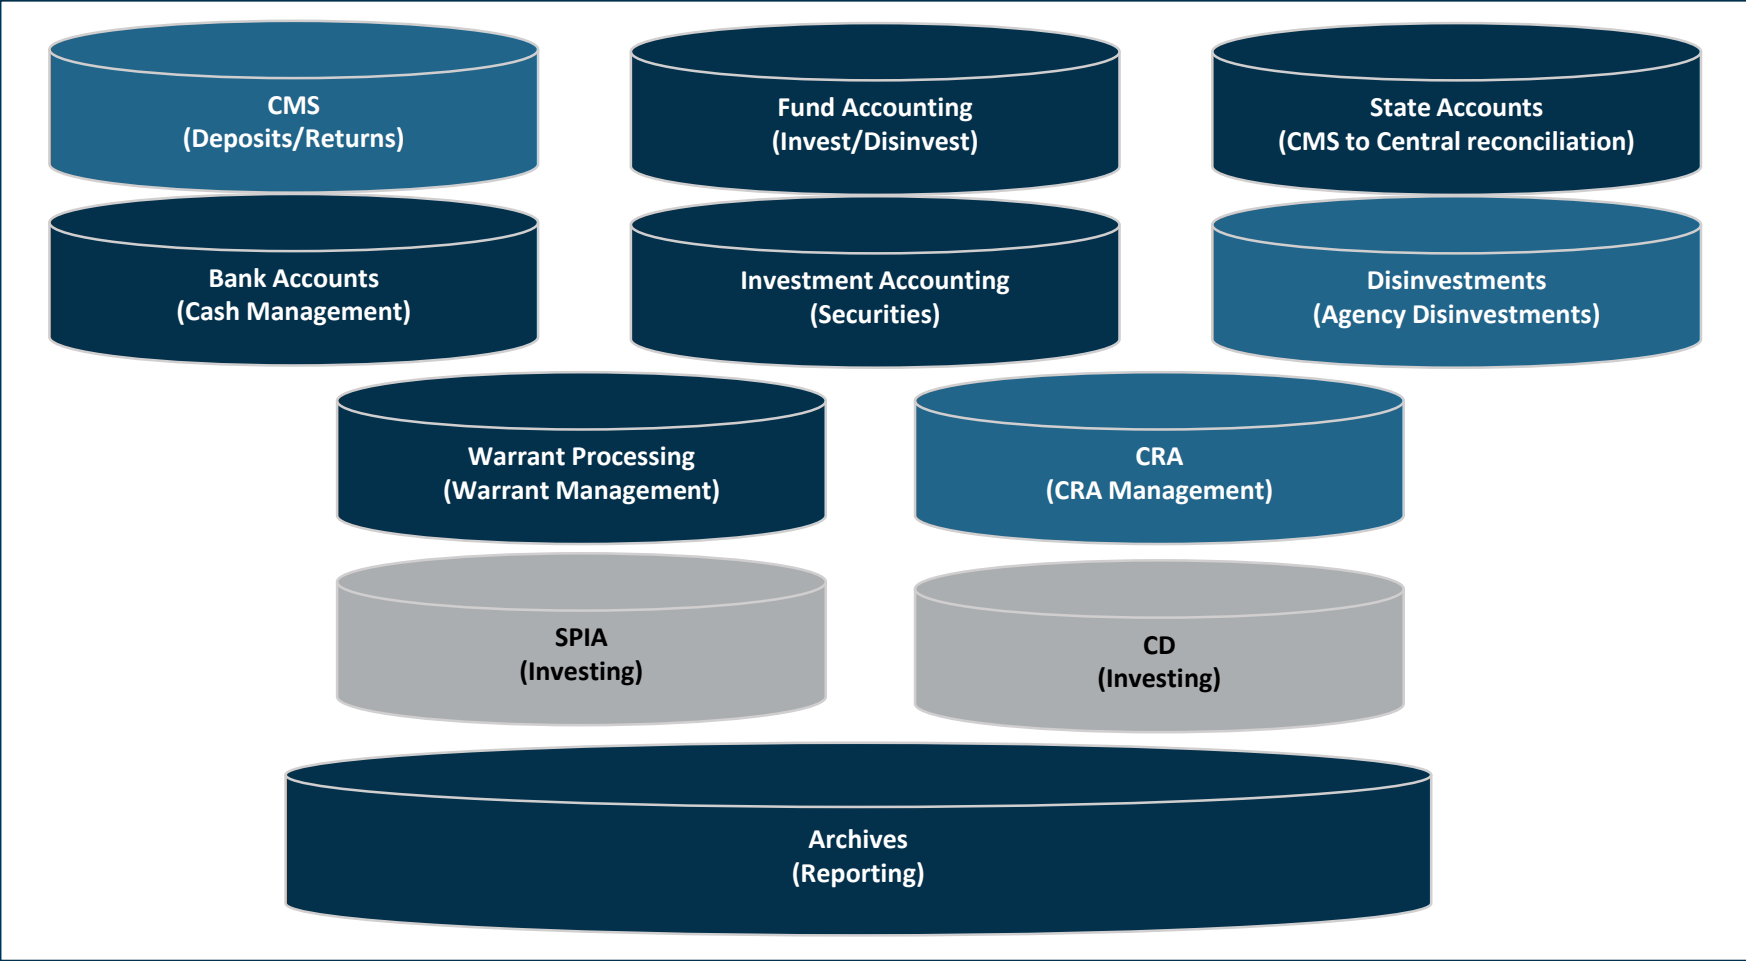 CMS
(Deposits/Returns)
Fund Accounting
(Invest/Disinvest)
State Accounts
(CMS to Central reconciliation)
Bank Accounts
(Cash Management)
Investment Accounting
(Securities)
Disinvestments
(Agency Disinvestments)
Warrant Processing
(Warrant Management)
CRA
(CRA Management)
SPIA
(Investing)
CD
(Investing)
Archives
(Reporting)